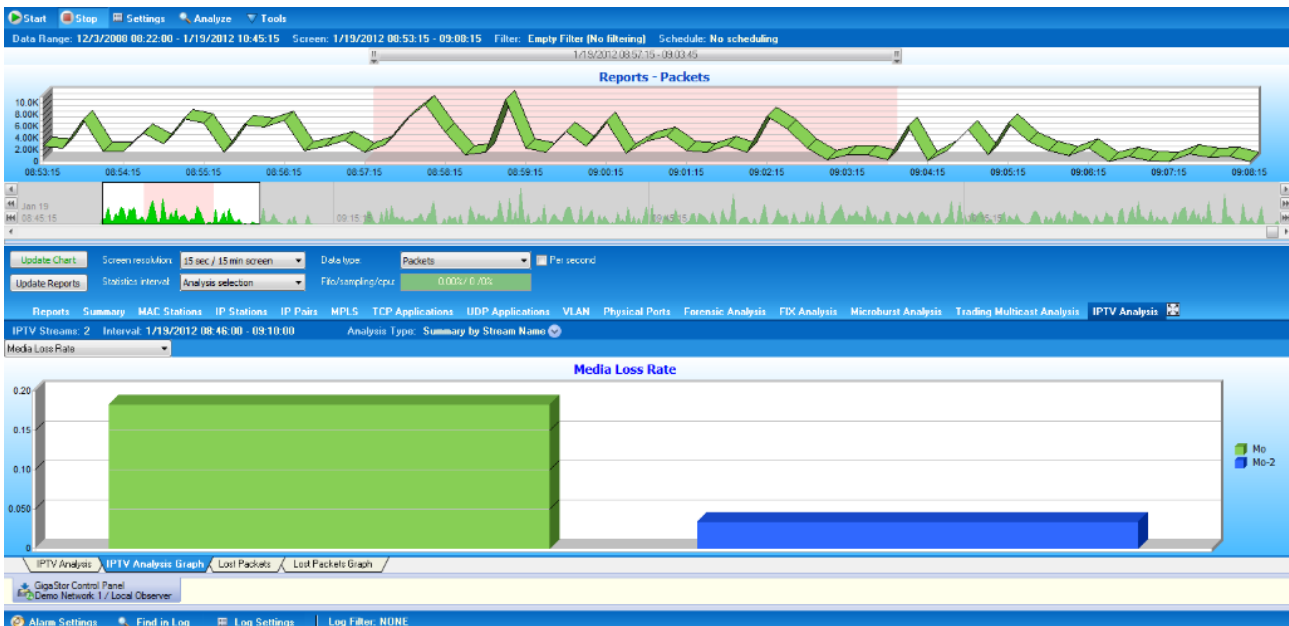 Start Stop Settings Analyze Tools
Data Range: 12/3/2008 08:22:00 - 1/19/2012 10:45:15 Screen: 1/19/2012 08:53:15 - 09:08:15 Filter: Empty Filter (No filtering) Schedule: No scheduling
1/19/2012 08:57:15 - 09:03:45
Reports - Packets
10.0K
8.00K
6.00K
4.00K
2.00K
0
08:53:15 08:54:15 08:55:15 08:56:15 08:57:15 08:58:15 08:59:15 09:00:15 09:01:15 09:02:15 09:03:15 09:04:15 09:05:15 09:06:15 09:07:15 09:08:15
Jan 19
08:45:15 09:15:15
Update Chart Screen resolution: 15 sec / 15 min screen Data type: Packets Per second
Update Reports Statistics interval: Analysis selection Fifo/sampling/cpu: 0.00% / 0 /0%
Reports Summary MAC Stations IP Stations IP Pairs MPLS TCP Applications UDP Applications VLAN Physical Ports Forensic Analysis FIX Analysis Microburst Analysis Trading Multicast Analysis IPTV Analysis
IPTV Streams: 2 Interval: 1/19/2012 08:46:00 - 09:10:00 Analysis Type: Summary by Stream Name
Media Loss Rate
Media Loss Rate
0.20
0.15
0.10
0.050
0
Mo
Mo-2
IPTV Analysis IPTV Analysis Graph Lost Packets Lost Packets Graph
GigaStor Control Panel
Demo Network 1 / Local Observer
Alarm Settings Find in Log Log Settings Log Filter: NONE